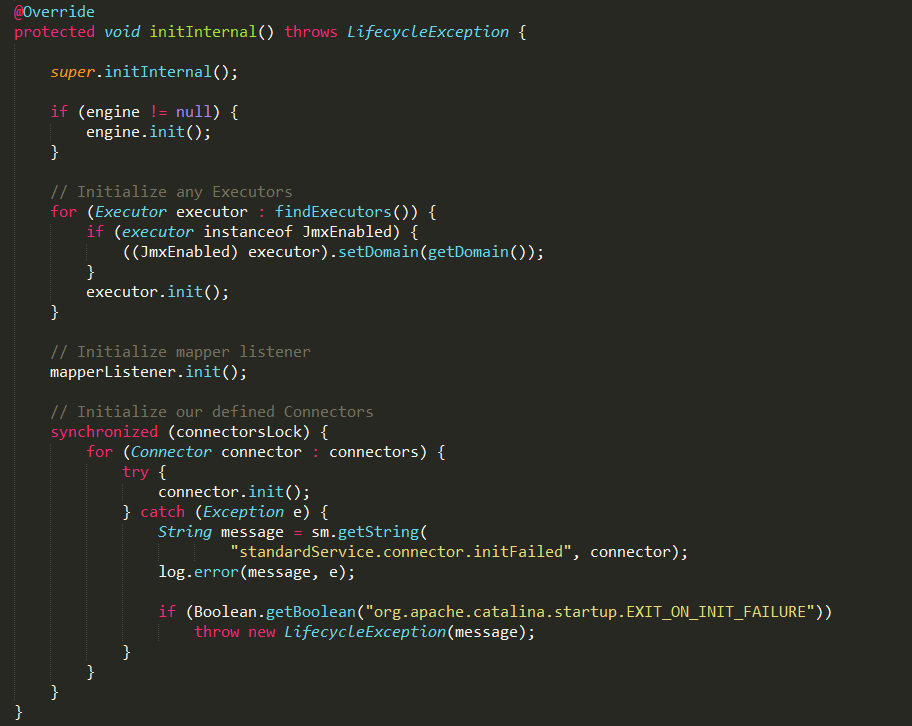 @Override
protected void initInternal() throws LifecycleException {
super.initInternal();
if (engine != null) {
engine.init();
}
// Initialize any Executors
for (Executor executor : findExecutors()) {
if (executor instanceof JmxEnabled) {
((JmxEnabled) executor).setDomain(getDomain());
}
executor.init();
}
// Initialize mapper listener
mapperListener.init();
// Initialize our defined Connectors
synchronized (connectorsLock) {
for (Connector connector : connectors) {
try {
connector.init();
} catch (Exception e) {
String message = sm.getString(
"standardService.connector.initFailed", connector);
log.error(message, e);
if (Boolean.getBoolean("org.apache.catalina.startup.EXIT_ON_INIT_FAILURE"))
throw new LifecycleException(message);
}
}
}
}